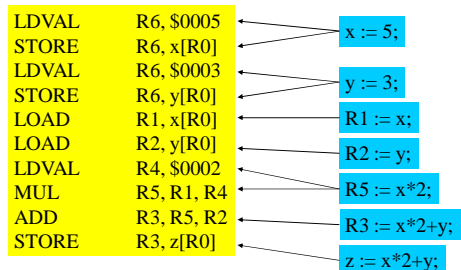 LDVAL R6, $0005
STORE R6, x[R0]
LDVAL R6, $0003
STORE R6, y[R0]
LOAD R1, x[R0]
LOAD R2, y[R0]
LDVAL R4, $0002
MUL R5, R1, R4
ADD R3, R5, R2
STORE R3, z[R0]
x := 5;
y := 3;
R1 := x;
R2 := y;
R5 := x*2;
R3 := x*2+y;
z := x*2+y;